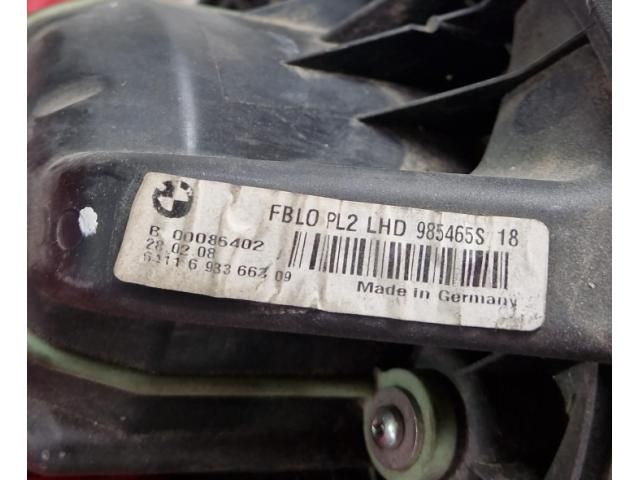 FBLO PL2 LHD 985465S 18
B 00086402
28.02.08
6411 6 933 663 09
Made in Germany